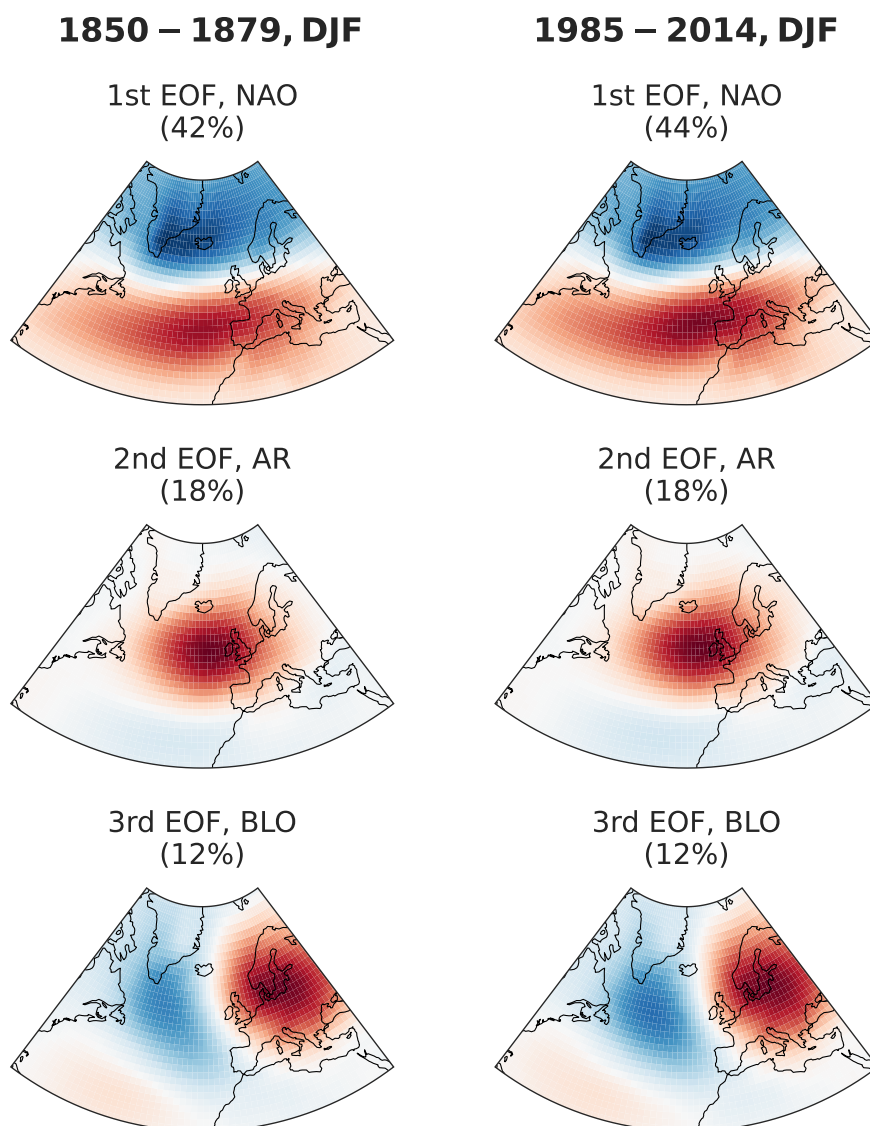 1850 – 1879, DJF
1985 – 2014, DJF
1st EOF, NAO
(42%)
1st EOF, NAO
(44%)
2nd EOF, AR
(18%)
2nd EOF, AR
(18%)
3rd EOF, BLO
(12%)
3rd EOF, BLO
(12%)